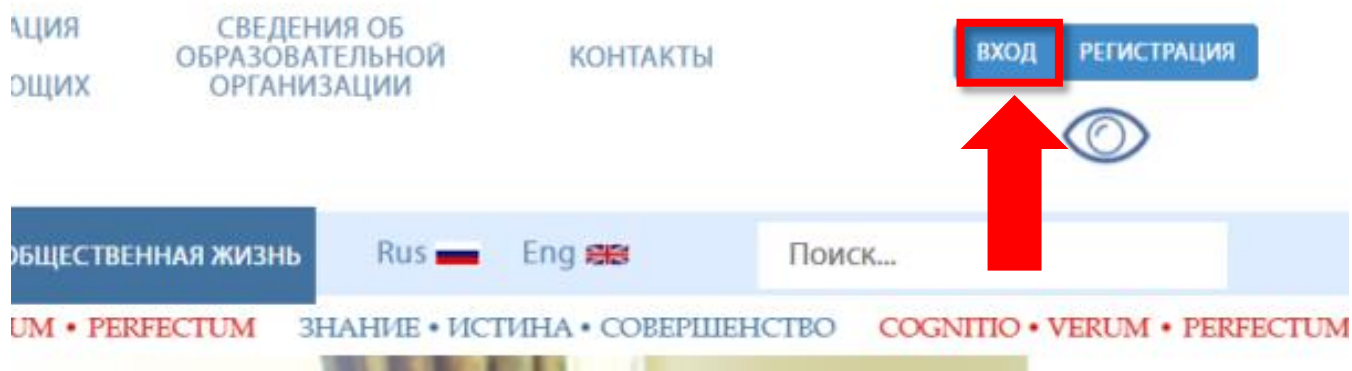 АЦИЯ
ОЩИХ
СВЕДЕНИЯ ОБ
ОБРАЗОВАТЕЛЬНОЙ
ОРГАНИЗАЦИИ
КОНТАКТЫ
ВХОД
РЕГИСТРАЦИЯ
ОБЩЕСТВЕННАЯ ЖИЗНЬ
Rus
Eng
Поиск...
UM • PERFECTUM ЗНАНИЕ • ИСТИНА • СОВЕРШЕНСТВО COGNITIO • VERUM • PERFECTUM